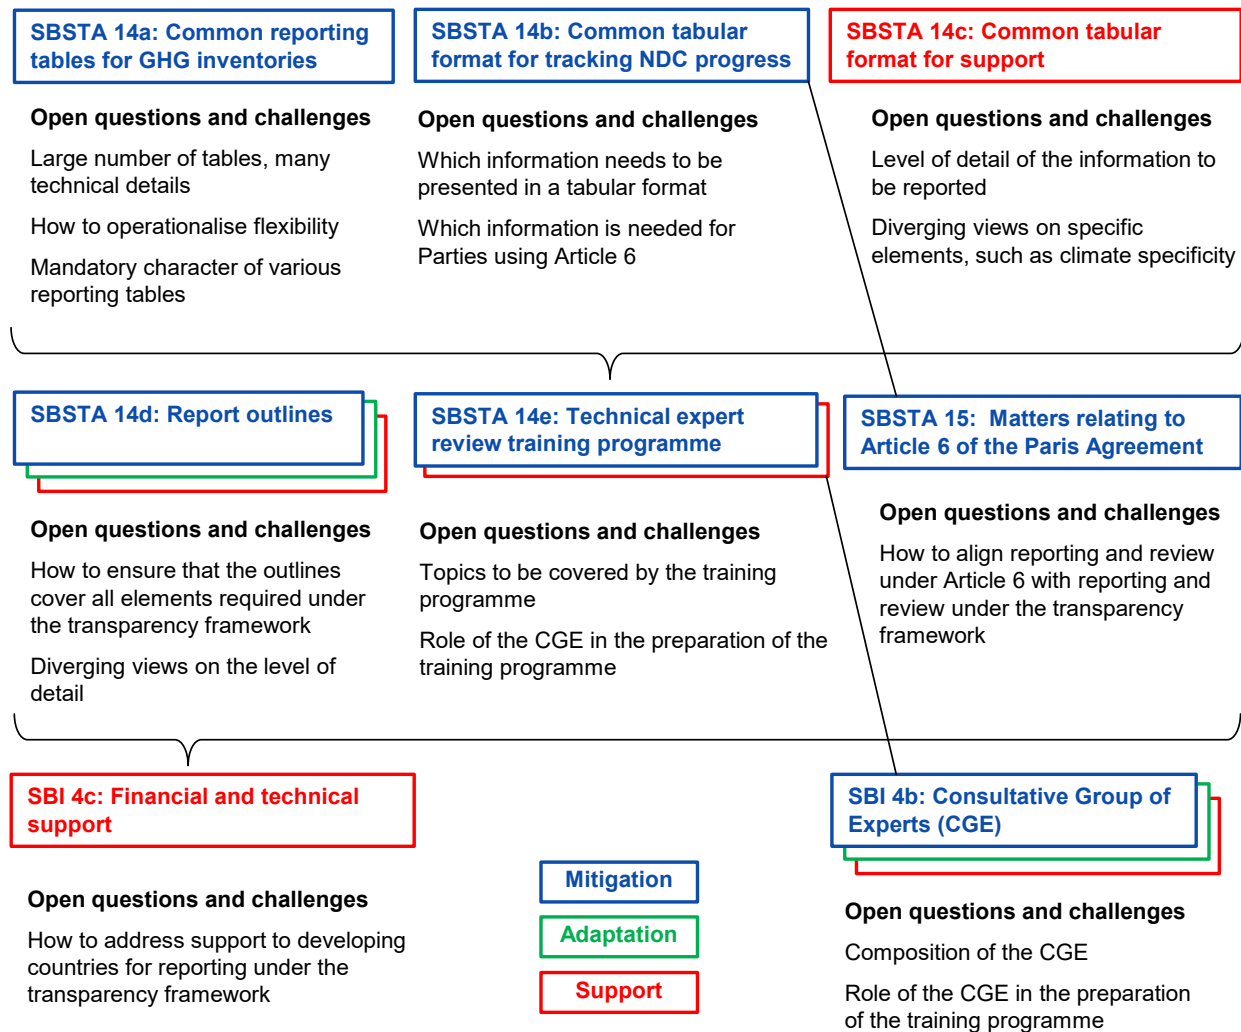 SBSTA 14a: Common reporting
tables for GHG inventories
Open questions and challenges
Large number of tables, many
technical details
How to operationalise flexibility
Mandatory character of various
reporting tables
SBSTA 14b: Common tabular
format for tracking NDC progress
Open questions and challenges
Which information needs to be
presented in a tabular format
Which information is needed for
Parties using Article 6
SBSTA 14c: Common tabular
format for support
Open questions and challenges
Level of detail of the information to
be reported
Diverging views on specific
elements, such as climate specificity
SBSTA 14d: Report outlines
Open questions and challenges
How to ensure that the outlines
cover all elements required under
the transparency framework
Diverging views on the level of
detail
SBSTA 14e: Technical expert
review training programme
Open questions and challenges
Topics to be covered by the training
programme
Role of the CGE in the preparation of the
training programme
SBSTA 15:  Matters relating to
Article 6 of the Paris Agreement
Open questions and challenges
How to align reporting and review
under Article 6 with reporting and
review under the transparency
framework
SBI 4c: Financial and technical
support
Open questions and challenges
How to address support to developing
countries for reporting under the
transparency framework
Mitigation
Adaptation
Support
SBI 4b: Consultative Group of
Experts (CGE)
Open questions and challenges
Composition of the CGE
Role of the CGE in the preparation
of the training programme